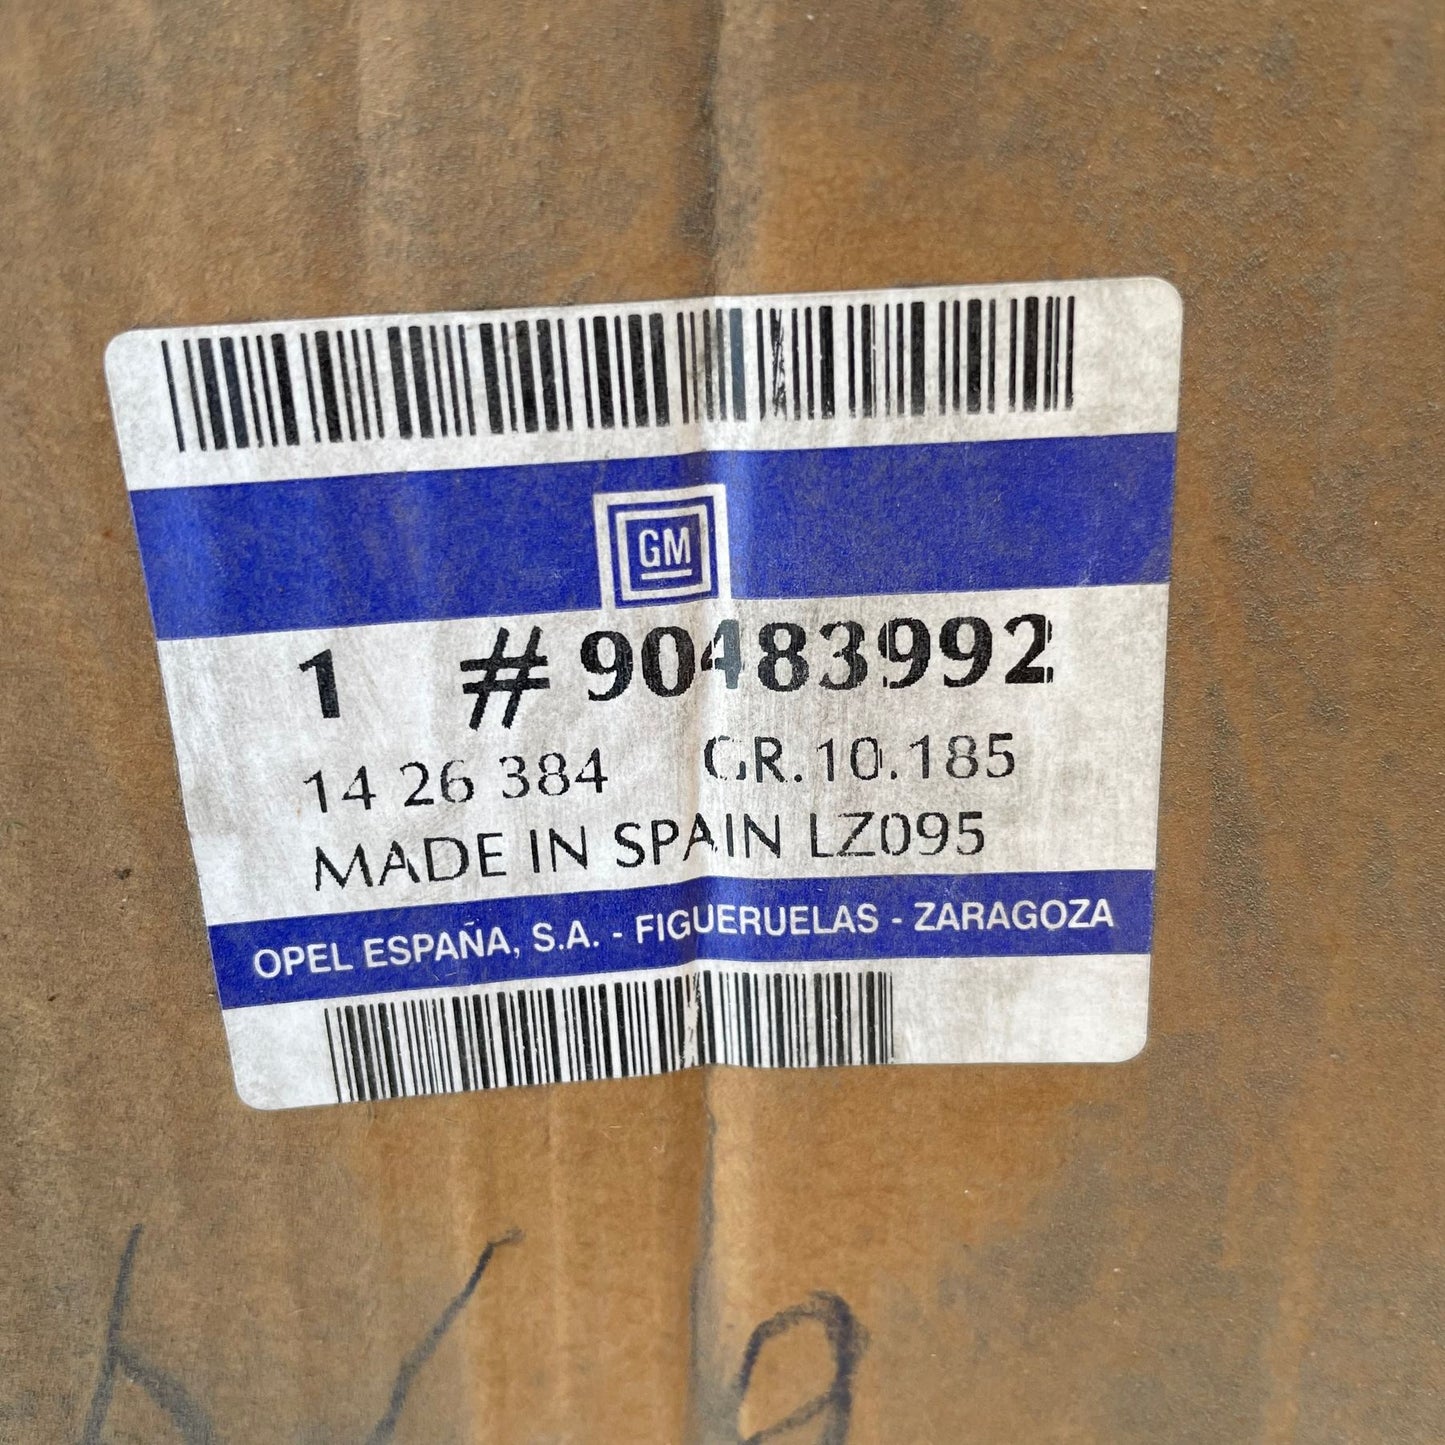 GM
1 #90483992
14 26 384 GR.10.185
MADE IN SPAIN LZ095
OPEL ESPAÑA, S.A. - FIGUERUELAS - ZARAGOZA